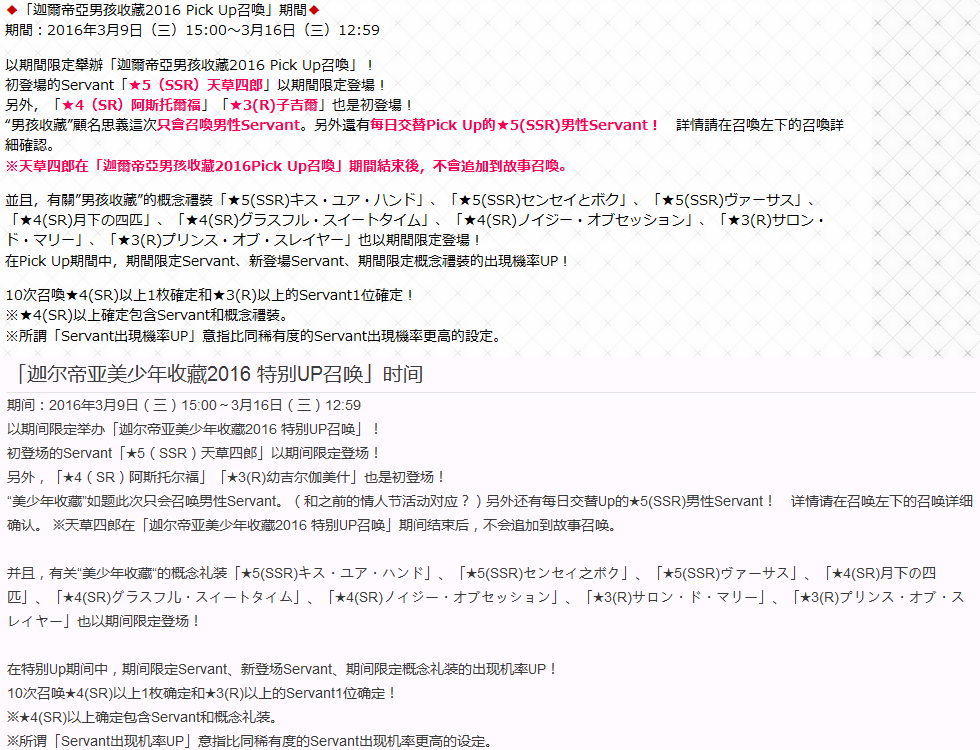 ◆「迦爾帝亞男孩收藏2016 Pick Up召喚」期間◆
期間：2016年3月9日（三）15:00～3月16日（三）12:59
以期間限定舉辦「迦爾帝亞男孩收藏2016 Pick Up召喚」！
初登場的Servant「★5（SSR）天草四郎」以期間限定登場！
另外，「★4（SR）阿斯托爾福」「★3(R)子吉爾」也是初登場！
“男孩收藏”顧名思義這次只會召喚男性Servant。另外還有每日交替Pick Up的★5(SSR)男性Servant！　詳情請在召喚左下的召喚詳
細確認。
※天草四郎在「迦爾帝亞男孩收藏2016Pick Up召喚」期間結束後，不會追加到故事召喚。
並且，有關”男孩收藏”的概念禮裝「★5(SSR)キス・ユア・ハンド」、「★5(SSR)センセイとボク」、「★5(SSR)ヴァーサス」、
「★4(SR)月下の四匹」、「★4(SR)グラスフル・スイートタイム」、「★4(SR)ノイジー・オブセッション」、「★3(R)サロン・
ド・マリー」、「★3(R)プリンス・オブ・スレイヤー」也以期間限定登場！
在Pick Up期間中，期間限定Servant、新登場Servant、期間限定概念禮裝的出現機率UP！
10次召喚★4(SR)以上1枚確定和★3(R)以上的Servant1位確定！
※★4(SR)以上確定包含Servant和概念禮裝。
※所謂「Servant出現機率UP」意指比同稀有度的Servant出現機率更高的設定。
「迦尔帝亚美少年收藏2016 特别UP召唤」时间
期间：2016年3月9日（三）15:00～3月16日（三）12:59
以期间限定举办「迦尔帝亚美少年收藏2016 特别UP召唤」！
初登场的Servant「★5（SSR）天草四郎」以期间限定登场！
另外，「★4（SR）阿斯托尔福」「★3(R)幼吉尔伽美什」也是初登场！
“美少年收藏”如题此次只会召唤男性Servant。（和之前的情人节活动对应？）另外还有每日交替Up的★5(SSR)男性Servant！　详情请在召唤左下的召唤详细
确认。 ※天草四郎在「迦尔帝亚美少年收藏2016 特别UP召唤」期间结束后，不会追加到故事召唤。
并且，有关“美少年收藏”的概念礼装「★5(SSR)キス・ユア・ハンド」、「★5(SSR)センセイ之ボク」、「★5(SSR)ヴァーサス」、「★4(SR)月下の四
匹」、「★4(SR)グラスフル・スイートタイム」、「★4(SR)ノイジー・オブセッション」、「★3(R)サロン・ド・マリー」、「★3(R)プリンス・オブ・ス
レイヤー」也以期间限定登场！
在特别Up期间中，期间限定Servant、新登场Servant、期间限定概念礼装的出现机率UP！
10次召唤★4(SR)以上1枚确定和★3(R)以上的Servant1位确定！
※★4(SR)以上确定包含Servant和概念礼装。
※所谓「Servant出现机率UP」意指比同稀有度的Servant出现机率更高的设定。